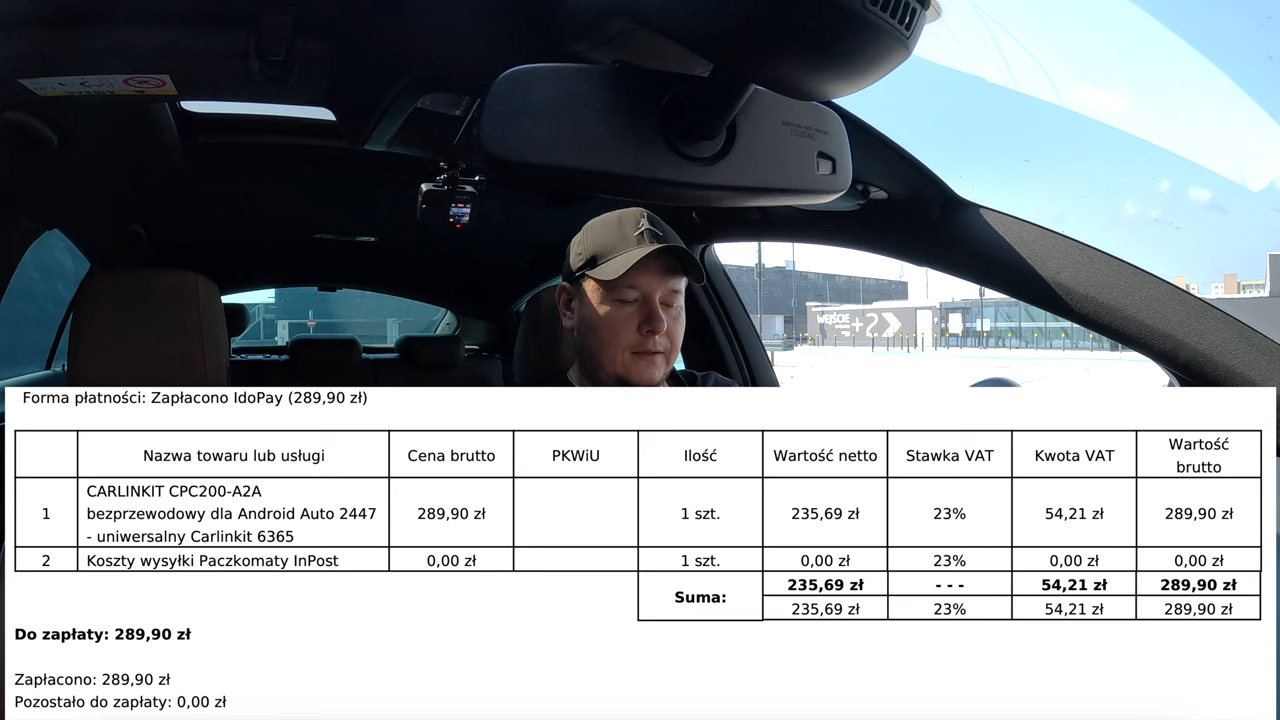 WEJŚCIE
+2
Forma płatności: Zapłacono IdoPay (289,90 zł)
Nazwa towaru lub usługi Cena brutto PKWiU Ilość Wartość netto Stawka VAT Kwota VAT Wartość brutto
1 CARLINKIT CPC200-A2A bezprzewodowy dla Android Auto 2447 - uniwersalny Carlinkit 6365 289,90 zł 1 szt. 235,69 zł 23% 54,21 zł 289,90 zł
2 Koszty wysyłki Paczkomaty InPost 0,00 zł 1 szt. 0,00 zł 23% 0,00 zł 0,00 zł
Suma: 235,69 zł - - - 54,21 zł 289,90 zł
235,69 zł 23% 54,21 zł 289,90 zł
Do zapłaty: 289,90 zł
Zapłacono: 289,90 zł
Pozostało do zapłaty: 0,00 zł